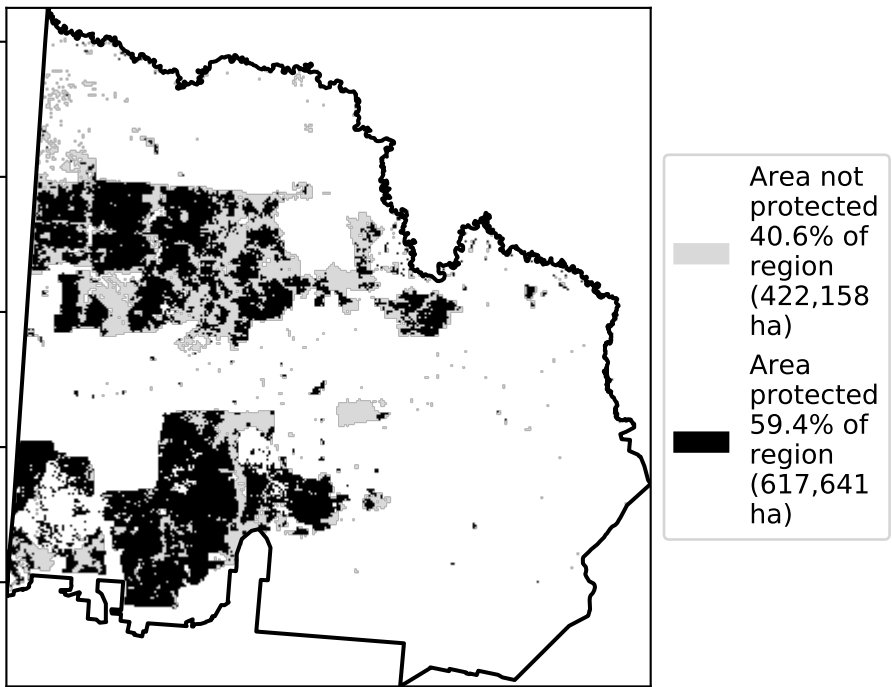 Area not
protected
40.6% of
region
(422,158
ha)
Area
protected
59.4% of
region
(617,641
ha)